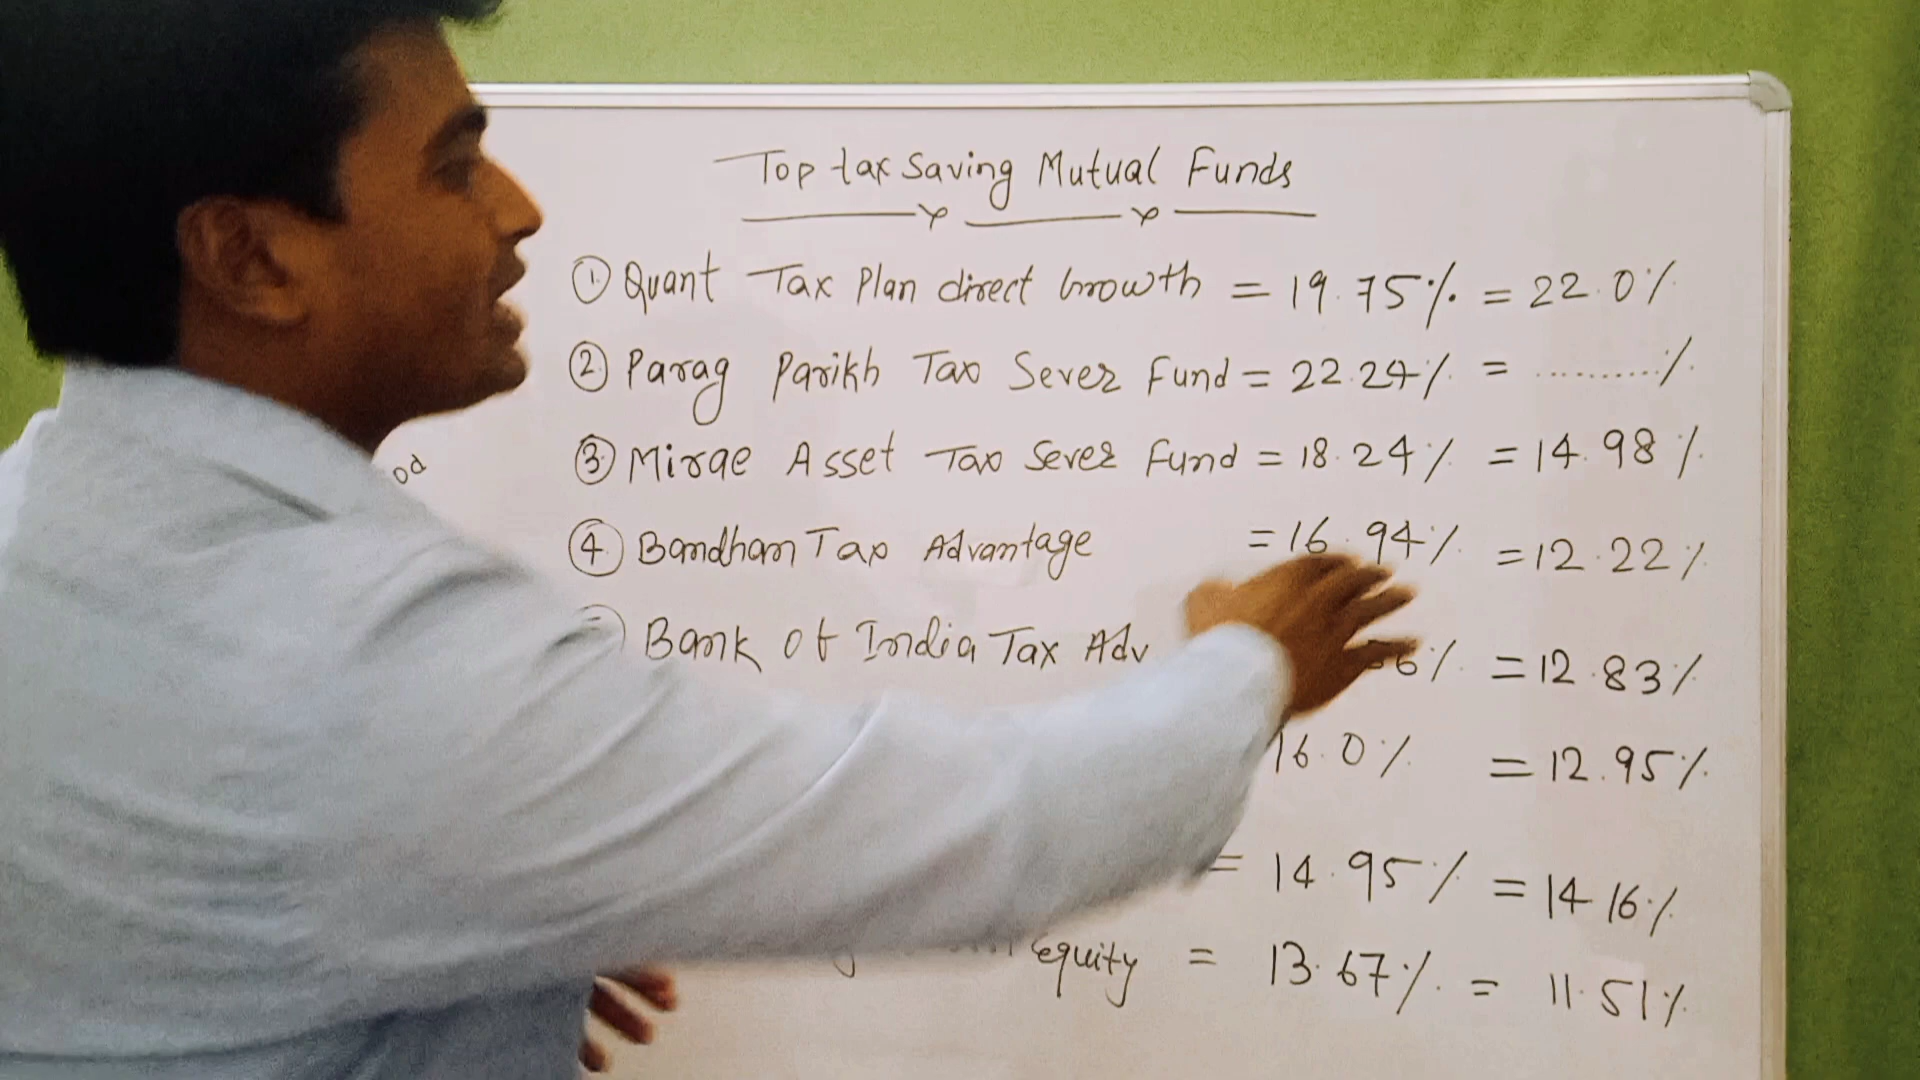 Top tax Saving Mutual Funds
① Quant Tax Plan direct Growth = 19.75% = 22.0%
② Parag Parikh Tax Sever Fund = 22.24% = ..........%
③ Mirae Asset Tax Sever Fund = 18.24% = 14.98%
od
④ Bandhan Tax Advantage = 16.94% = 12.22%
Bank of India Tax Adv 6% = 12.83%
16.0% = 12.95%
= 14.95% = 14.16%
equity = 13.67% = 11.51%